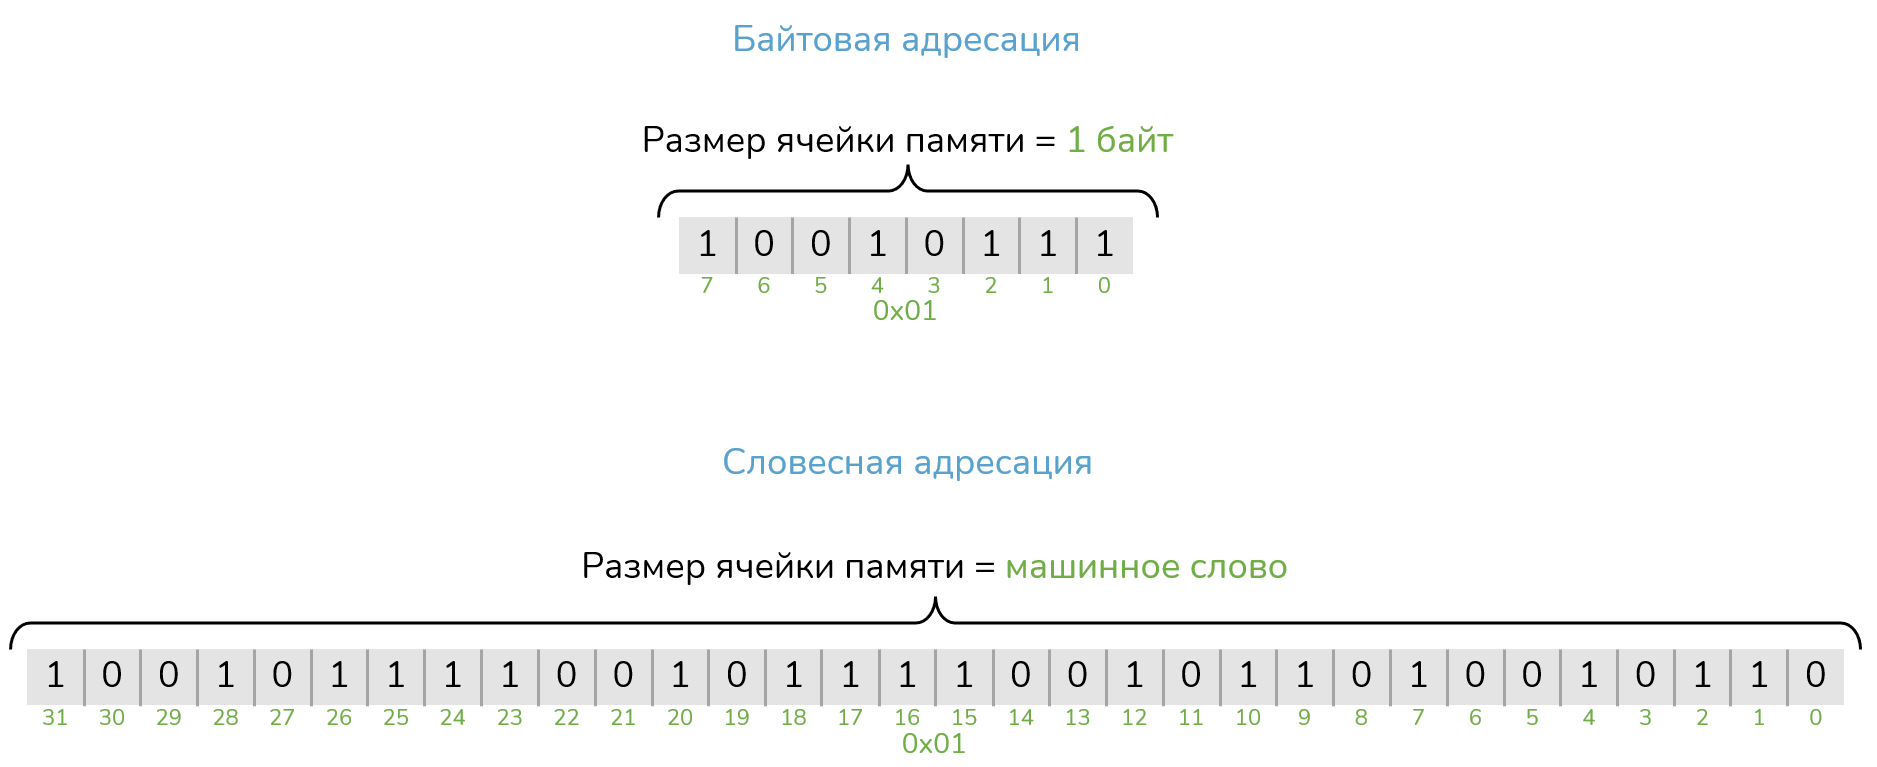 Байтовая адресация
Размер ячейки памяти = 1 байт
1 0 0 1 0 1 1 1
7 6 5 4 3 2 1 0
0x01
Словесная адресация
Размер ячейки памяти = машинное слово
1 0 0 1 0 1 1 1 1 0 0 1 0 1 1 1 1 0 0 1 0 1 1 0 1 0 0 1 0 1 1 0
31 30 29 28 27 26 25 24 23 22 21 20 19 18 17 16 15 14 13 12 11 10 9 8 7 6 5 4 3 2 1 0
0x01